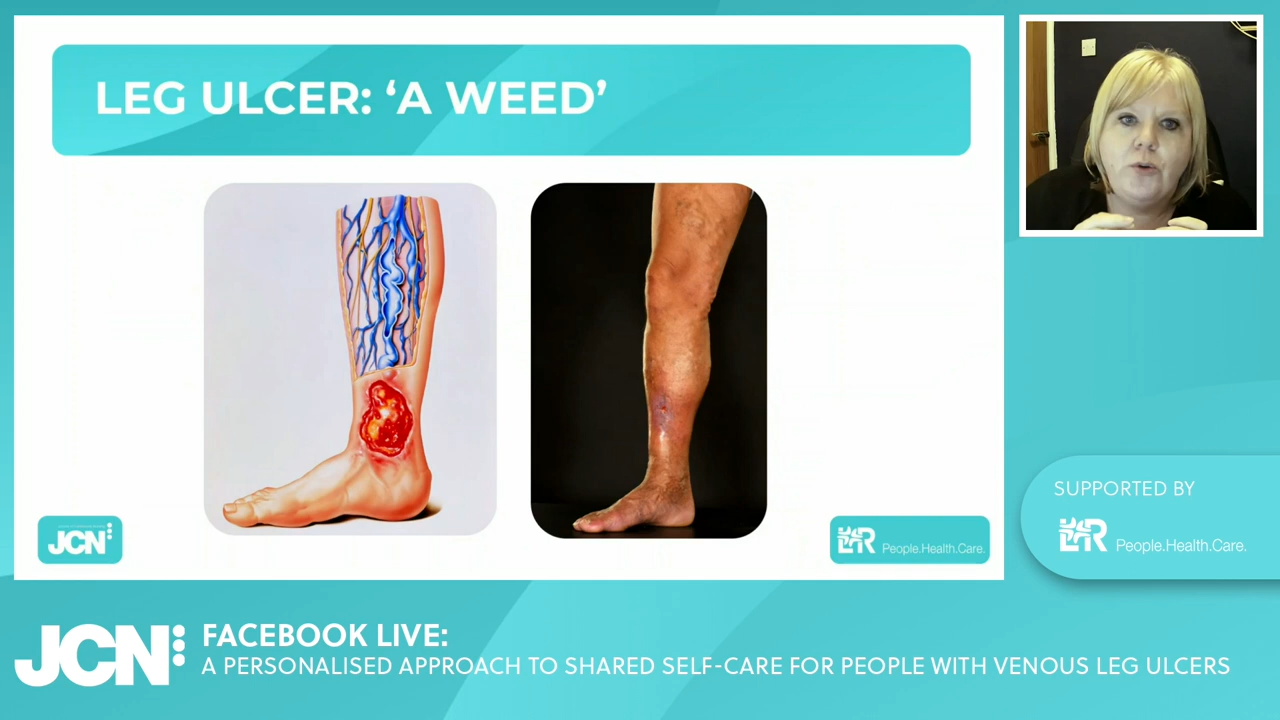 LEG ULCER: ‘A WEED’
JCN
L&R People.Health.Care.
SUPPORTED BY
L&R People.Health.Care.
JCN
FACEBOOK LIVE:
A PERSONALISED APPROACH TO SHARED SELF-CARE FOR PEOPLE WITH VENOUS LEG ULCERS